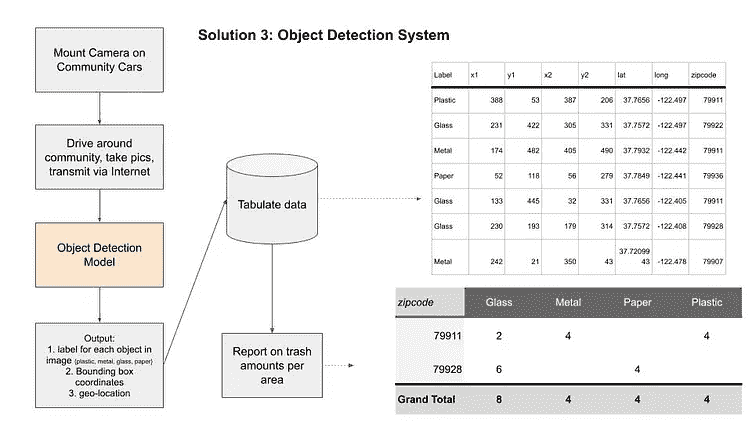 Solution 3: Object Detection System
Mount Camera on
Community Cars
Drive around
community, take pics,
transmit via Internet
Object Detection
Model
Output:
1. label for each object in
image (plastic, metal, glass, paper)
2. Bounding box
coordinates
3. geo-location
Tabulate data
Report on trash
amounts per
area
Label x1 y1 x2 y2 lat long zipcode
Plastic 388 53 387 206 37.7656 -122.497 79911
Glass 231 422 305 331 37.7572 -122.497 79922
Metal 174 482 405 490 37.7932 -122.442 79911
Paper 52 118 56 279 37.7849 -122.441 79936
Glass 133 445 32 331 37.7656 -122.405 79911
Glass 230 193 179 314 37.7572 -122.408 79928
37.72099
Metal 242 21 350 43 43 -122.478 79907
zipcode Glass Metal Paper Plastic
79911 2 4 4
79928 6 4
Grand Total 8 4 4 4